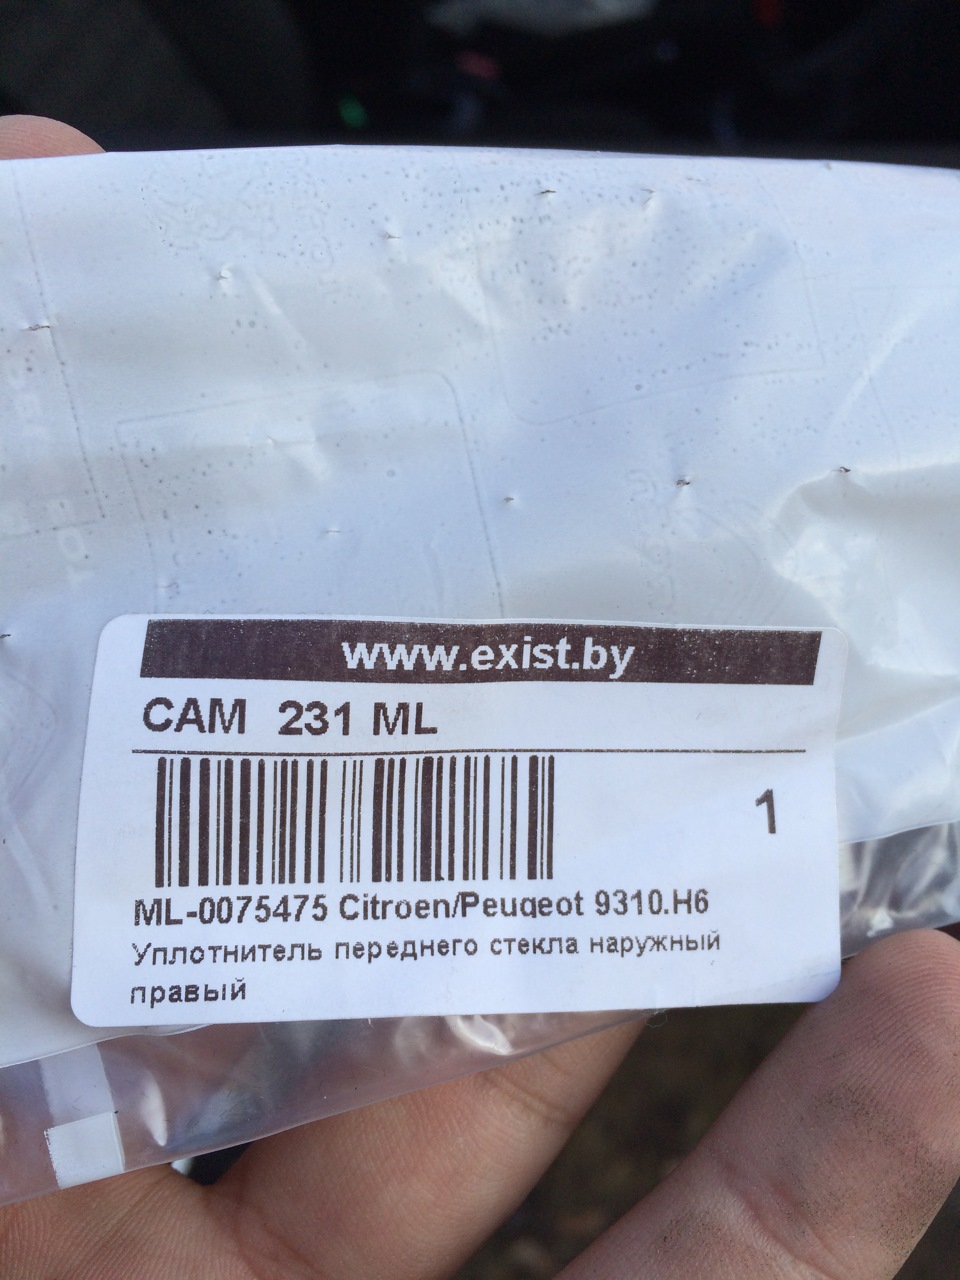 www.exist.by
CAM 231 ML
1
ML-0075475 Citroen/Peugeot 9310.H6
Уплотнитель переднего стекла наружный
правый